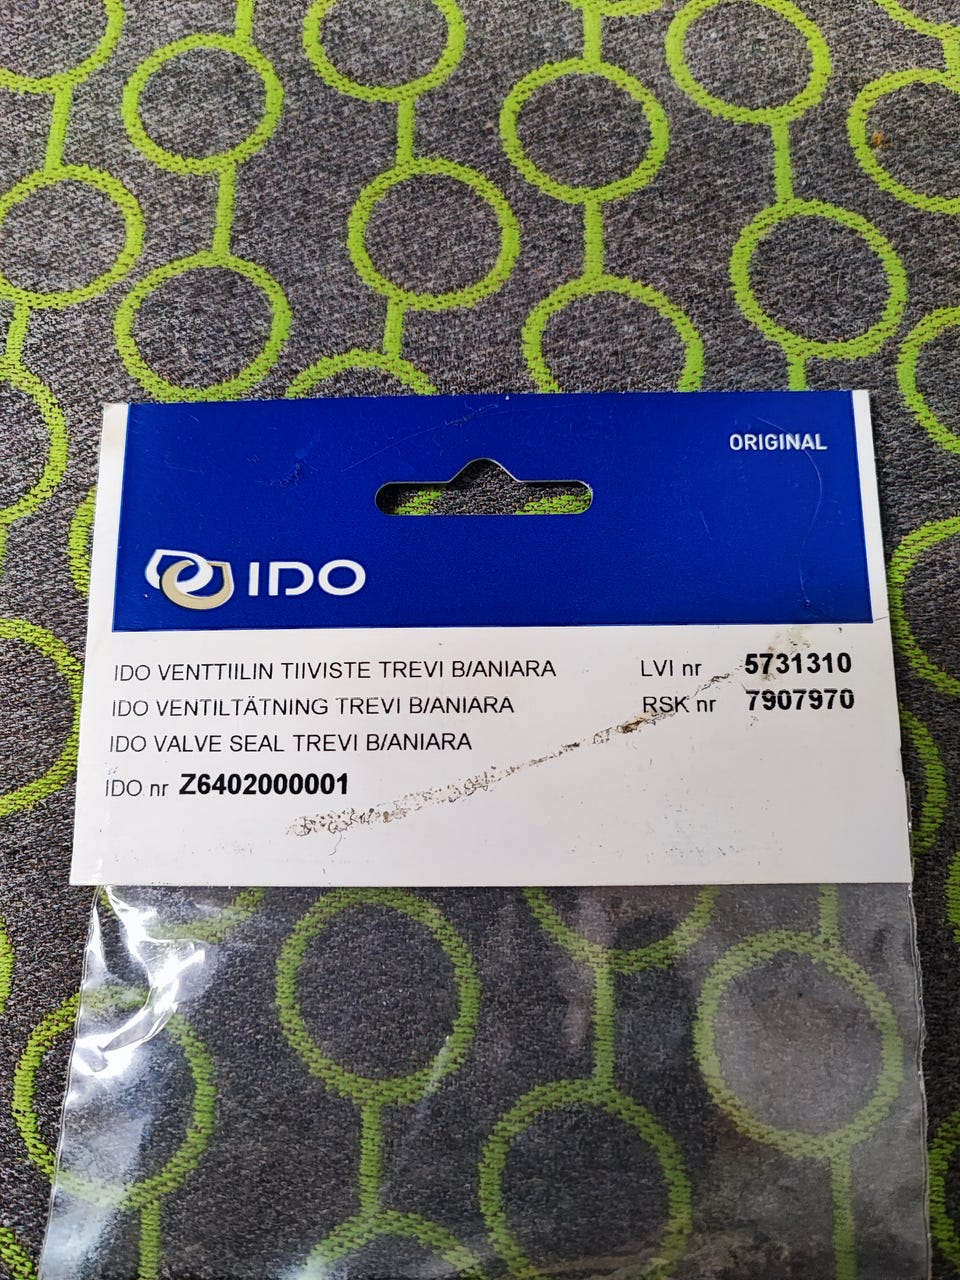 ORIGINAL
IDO
IDO VENTTIILIN TIIVISTE TREVI B/ANIARA LVI nr 5731310
IDO VENTILTÄTNING TREVI B/ANIARA RSK nr 7907970
IDO VALVE SEAL TREVI B/ANIARA
IDO nr Z6402000001